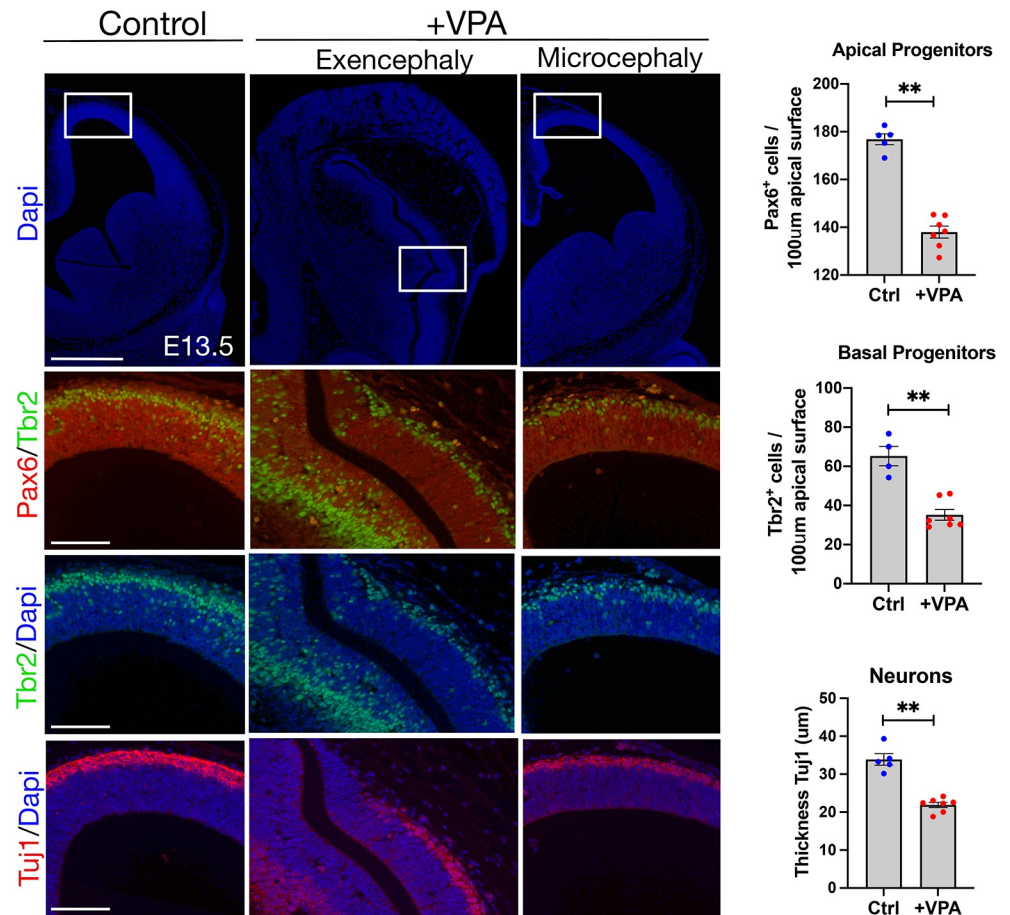 Control
+VPA
Exencephaly
Microcephaly
Dapi
E13.5
Pax6/Tbr2
Tbr2/Dapi
Tuj1/Dapi
Apical Progenitors
Pax6+ cells /
100um apical surface
200
180
160
140
120
**
Ctrl
+VPA
Basal Progenitors
Tbr2+ cells /
100um apical surface
100
80
60
40
20
0
**
Ctrl
+VPA
Neurons
Thickness Tuj1 (um)
50
40
30
20
10
0
**
Ctrl
+VPA